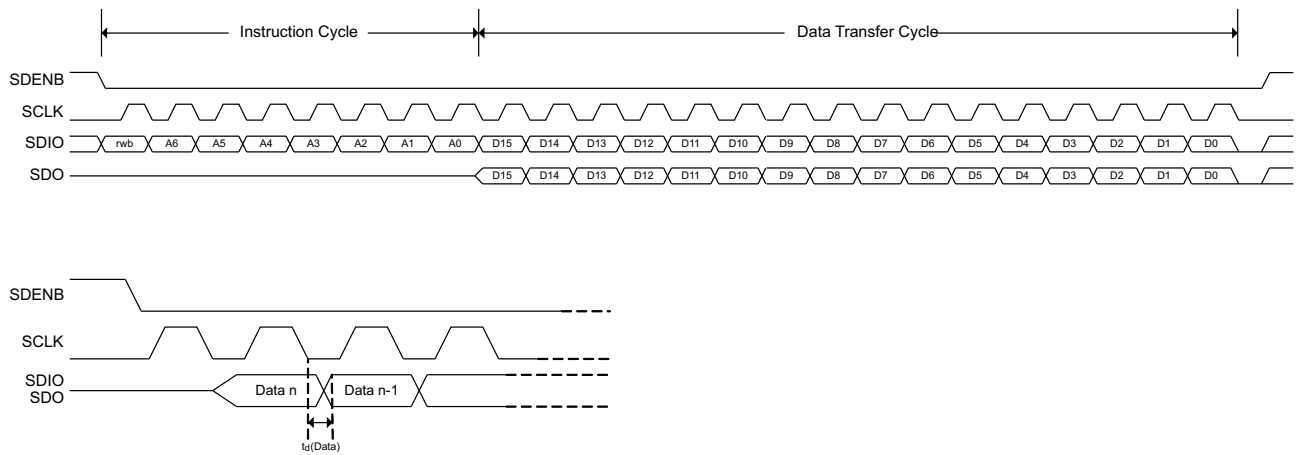 Instruction Cycle Data Transfer Cycle
SDENB
SCLK
SDIO rwb A6 A5 A4 A3 A2 A1 A0 D15 D14 D13 D12 D11 D10 D9 D8 D7 D6 D5 D4 D3 D2 D1 D0
SDO D15 D14 D13 D12 D11 D10 D9 D8 D7 D6 D5 D4 D3 D2 D1 D0
SDENB
SCLK
SDIO
SDO
Data n Data n-1
td(Data)